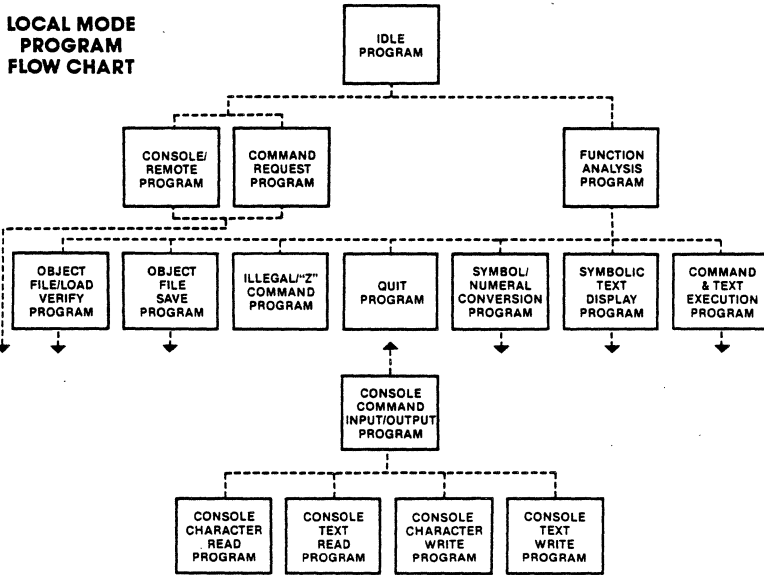 LOCAL MODE
PROGRAM
FLOW CHART
IDLE
PROGRAM
CONSOLE/
REMOTE
PROGRAM
COMMAND
REQUEST
PROGRAM
FUNCTION
ANALYSIS
PROGRAM
OBJECT
FILE/LOAD
VERIFY
PROGRAM
OBJECT
FILE
SAVE
PROGRAM
ILLEGAL/"Z"
COMMAND
PROGRAM
QUIT
PROGRAM
SYMBOL/
NUMERAL
CONVERSION
PROGRAM
SYMBOLIC
TEXT
DISPLAY
PROGRAM
COMMAND
& TEXT
EXECUTION
PROGRAM
CONSOLE
COMMAND
INPUT/OUTPUT
PROGRAM
CONSOLE
CHARACTER
READ
PROGRAM
CONSOLE
TEXT
READ
PROGRAM
CONSOLE
CHARACTER
WRITE
PROGRAM
CONSOLE
TEXT
WRITE
PROGRAM